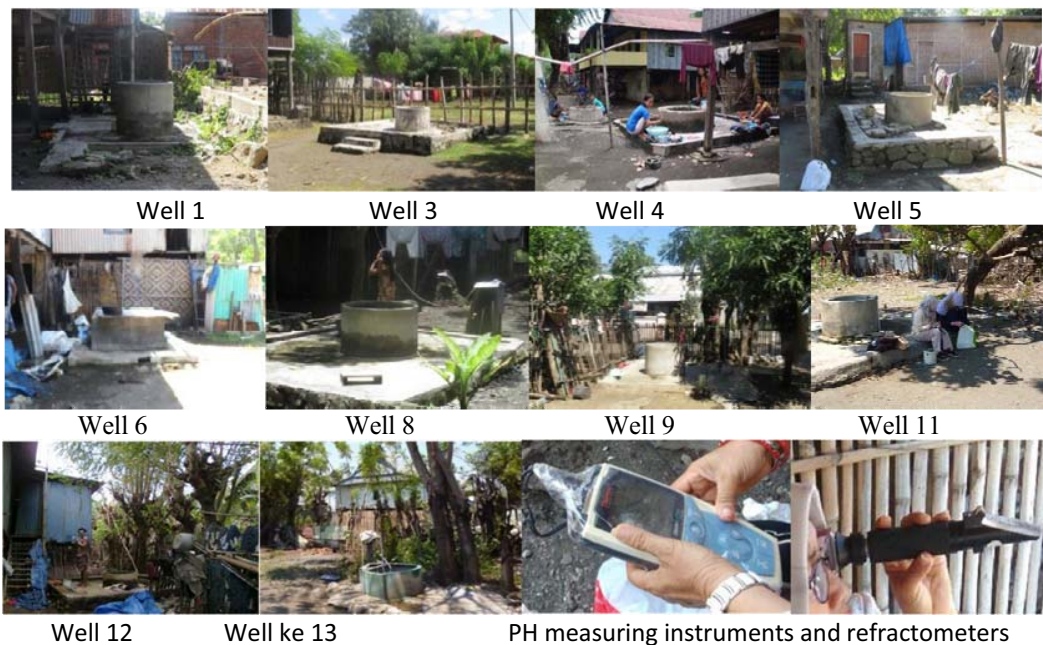 Well 1 Well 3 Well 4 Well 5
Well 6 Well 8 Well 9 Well 11
Well 12 Well ke 13 PH measuring instruments and refractometers